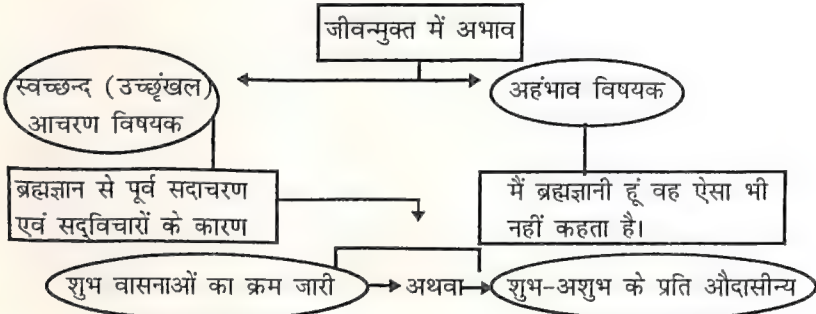 जीवन्मुक्त में अभाव
स्वच्छन्द (उच्छृंखल)
आचरण विषयक
अहंभाव विषयक
ब्रह्मज्ञान से पूर्व सदाचरण
एवं सद्‌विचारों के कारण
मैं ब्रह्मज्ञानी हूं वह ऐसा भी
नहीं कहता है।
शुभ वासनाओं का क्रम जारी
अथवा
शुभ-अशुभ के प्रति औदासीन्य